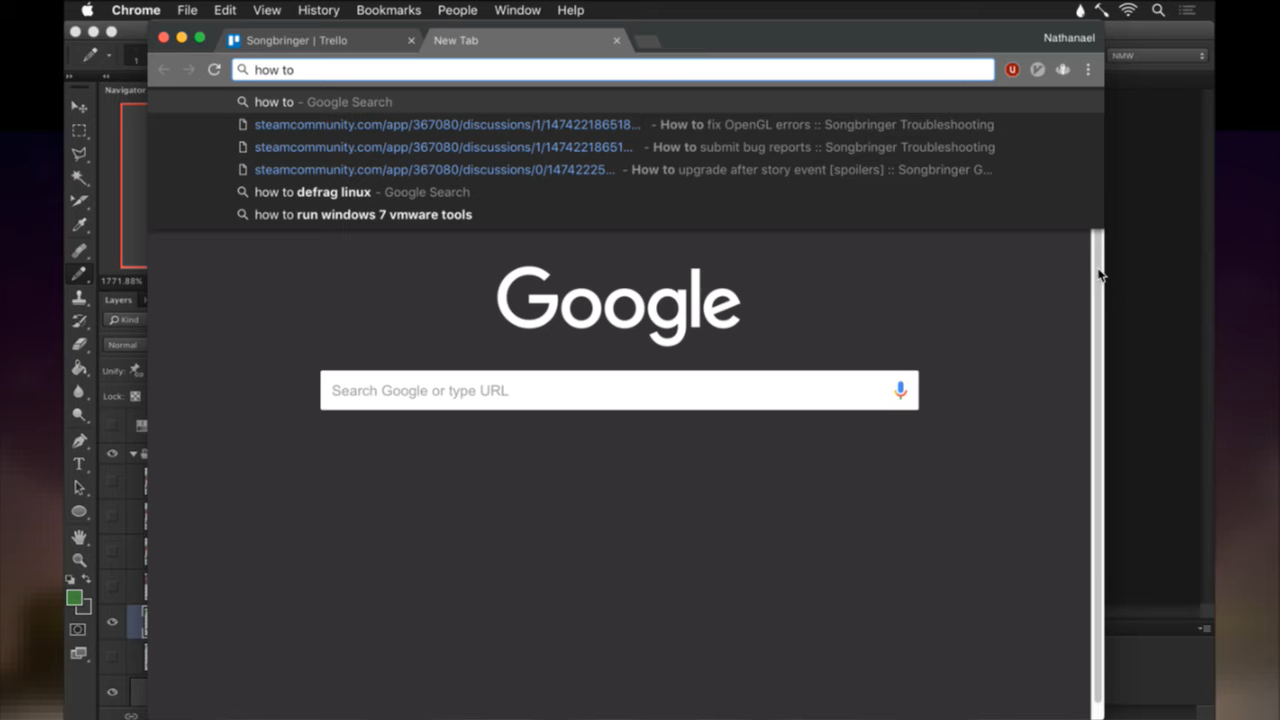 Chrome File Edit View History Bookmarks People Window Help
Songbringer | Trello
New Tab
Nathanael
how to
NMW
1
how to - Google Search
Navigator
steamcommunity.com/app/367080/discussions/1/147422186518... - How to fix OpenGL errors :: Songbringer Troubleshooting
steamcommunity.com/app/367080/discussions/1/14742218651... - How to submit bug reports :: Songbringer Troubleshooting
steamcommunity.com/app/367080/discussions/0/14742225... - How to upgrade after story event [spoilers] :: Songbringer G...
how to defrag linux - Google Search
how to run windows 7 vmware tools
1771.88%
Layers
Kind
Google
Normal
Unify:
Search Google or type URL
Lock: